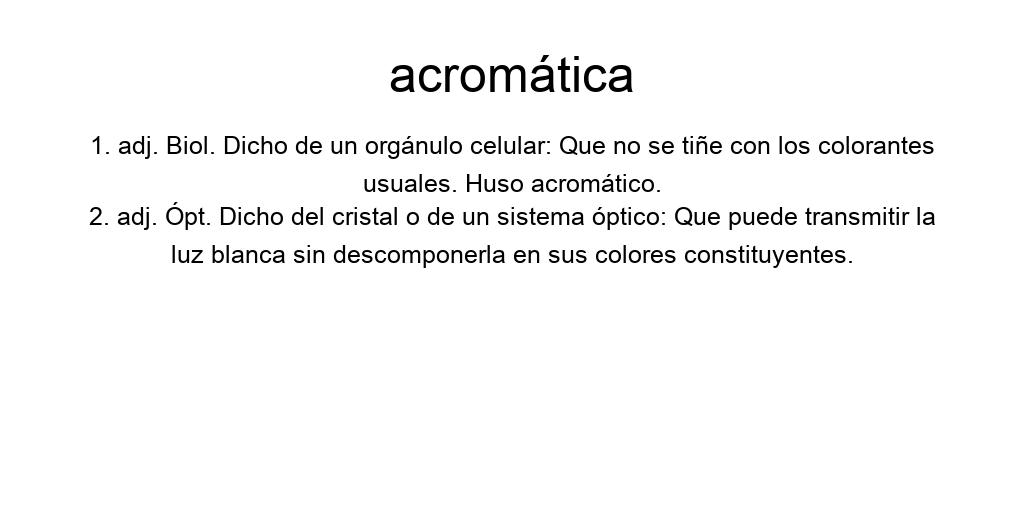 acromática
1. adj. Biol. Dicho de un orgánulo celular: Que no se tiñe con los colorantes
usuales. Huso acromático.
2. adj. Ópt. Dicho del cristal o de un sistema óptico: Que puede transmitir la
luz blanca sin descomponerla en sus colores constituyentes.